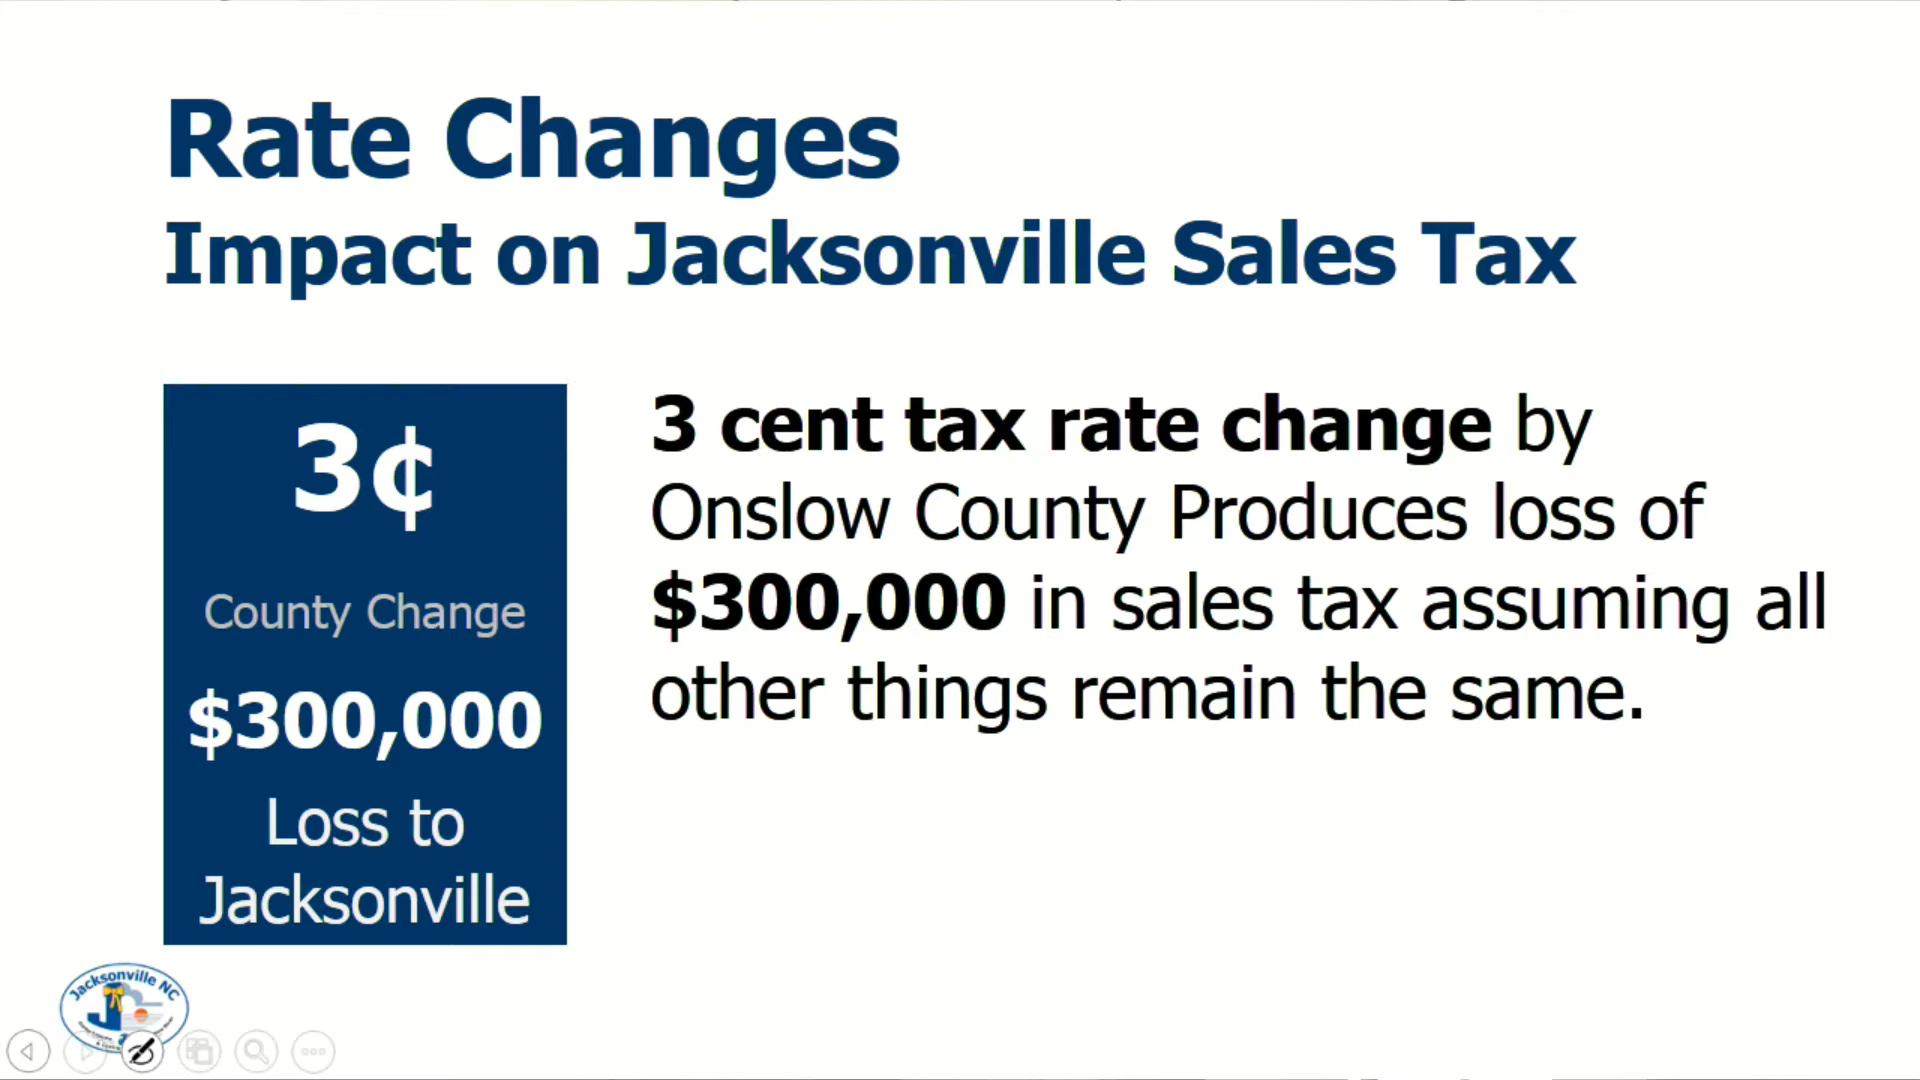 Rate Changes
Impact on Jacksonville Sales Tax
3¢
County Change
$300,000
Loss to
Jacksonville
3 cent tax rate change by
Onslow County Produces loss of
$300,000 in sales tax assuming all
other things remain the same.
Jacksonville NC